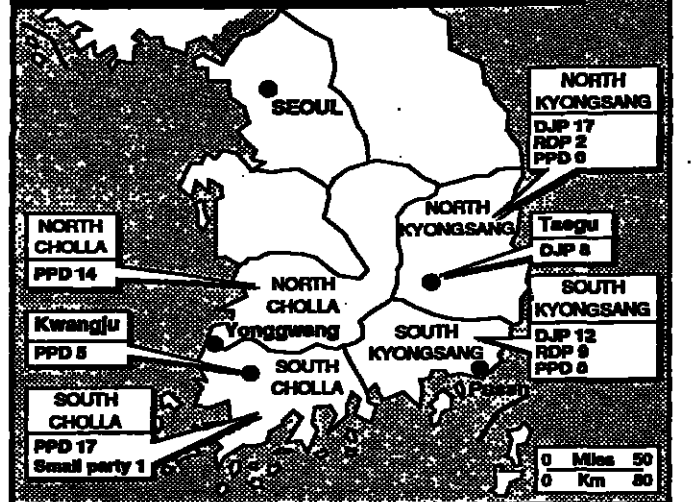 SEOUL
NORTH
KYONGSANG
DJP 17
RDP 2
PPD
NORTH
KYONGSANG
Taegu
DJP 8
NORTH
CHOLLA
PPD 14
NORTH
CHOLLA
SOUTH
KYONGSANG
DJP 12
RDP 9
PPD
Kwangju
PPD 5
Yonggwang
SOUTH
KYONGSANG
Pusan
SOUTH
CHOLLA
SOUTH
CHOLLA
PPD 17
Small party 1
0 Miles 50
0 Km 80